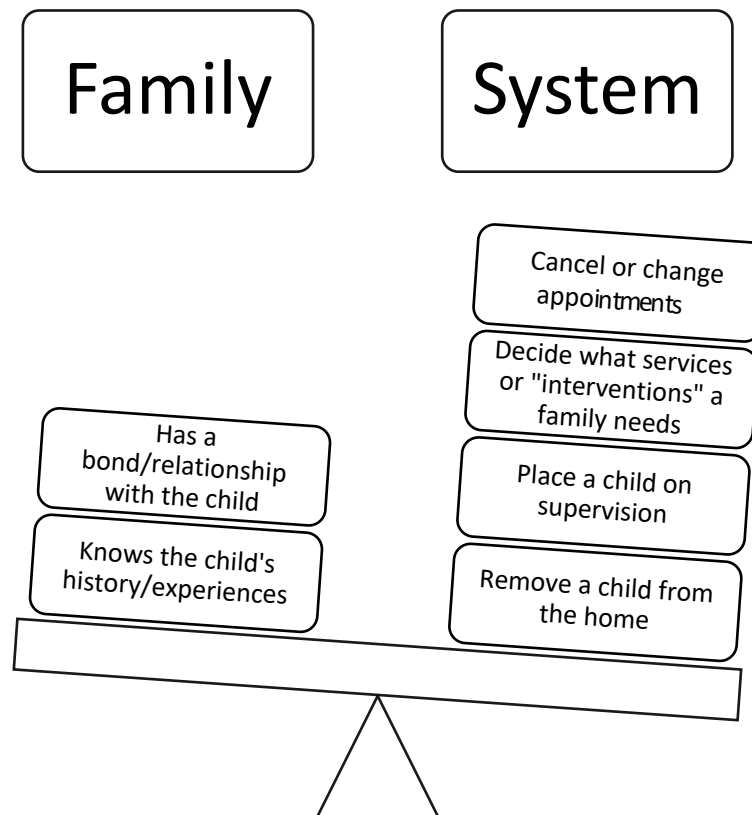 Family
System
Cancel or change
appointments
Decide what services
or "interventions" a
family needs
Has a
bond/relationship
with the child
Place a child on
supervision
Knows the child's
history/experiences
Remove a child from
the home